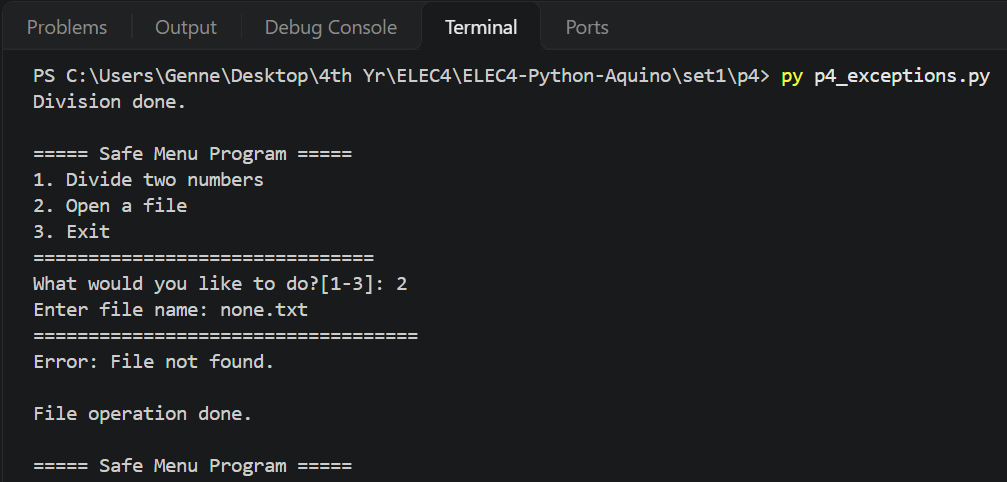 Problems Output Debug Console Terminal Ports
PS C:\Users\Genne\Desktop\4th Yr\ELEC4\ELEC4-Python-Aquino\set1\p4> py p4_exceptions.py
Division done.
===== Safe Menu Program =====
1. Divide two numbers
2. Open a file
3. Exit
===============================
What would you like to do?[1-3]: 2
Enter file name: none.txt
===================================
Error: File not found.
File operation done.
===== Safe Menu Program =====